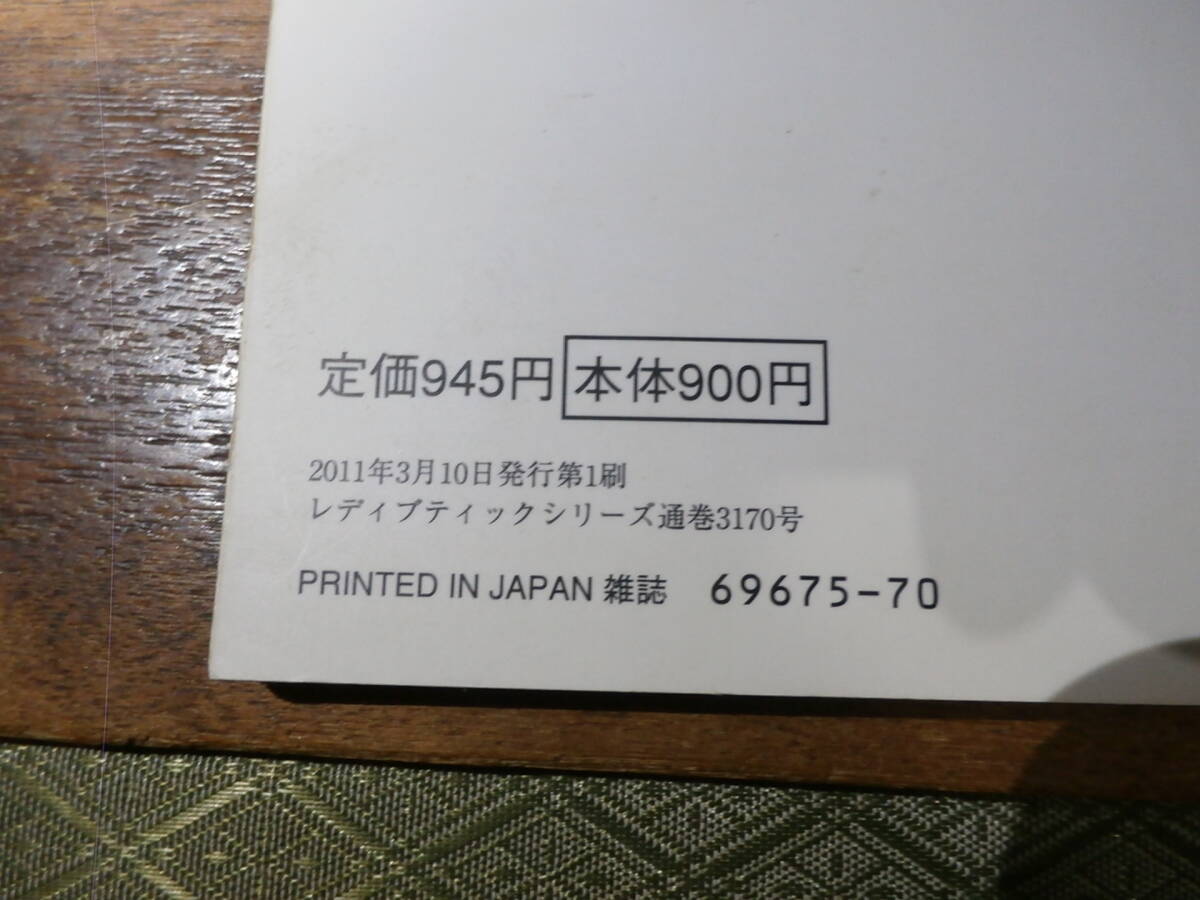 定価945円 本体900円
2011年3月10日発行第1刷
レディブティックシリーズ通巻3170号
PRINTED IN JAPAN 雑誌 69675-70